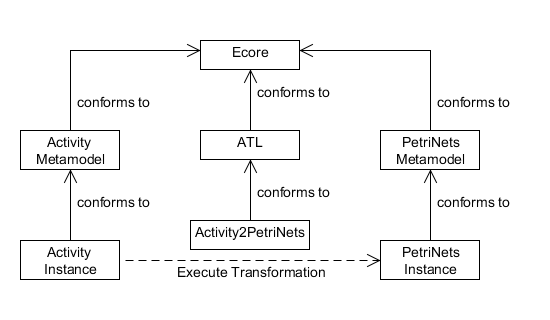 Ecore
conforms to
conforms to
conforms to
Activity
Metamodel
ATL
PetriNets
Metamodel
conforms to
conforms to
conforms to
Activity2PetriNets
Activity
Instance
Execute Transformation
PetriNets
Instance